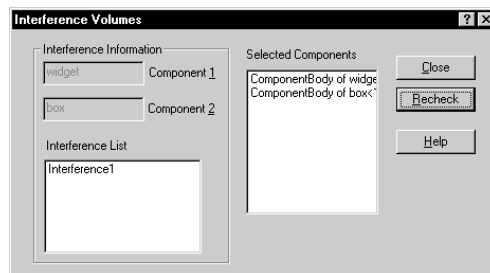 Interference Volumes
Interference Information
widget Component 1
box Component 2
Interference List
Interference1
Selected Components
ComponentBody of widge
ComponentBody of box<
Close
Recheck
Help